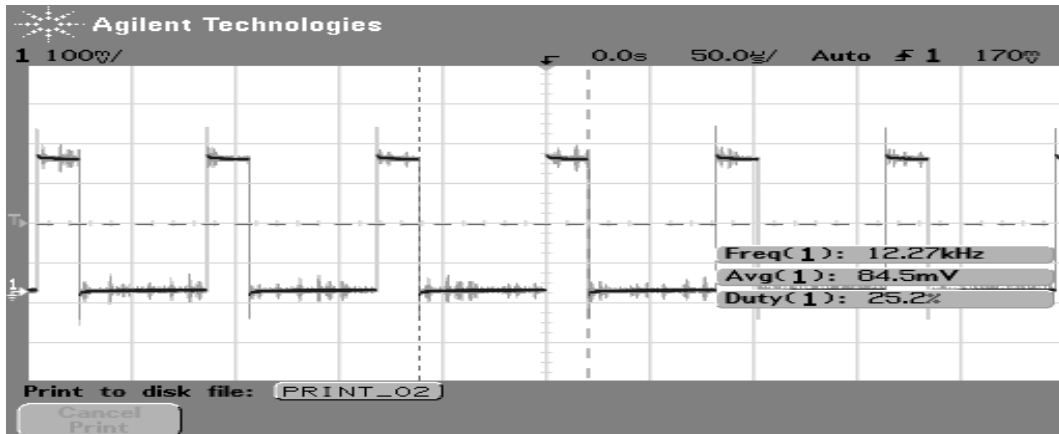 Agilent Technologies
1 100mV/ 0.0s 50.0us/ Auto 1 170mV
T
1
Freq(1): 12.27kHz
Avg(1): 84.5mV
Duty(1): 25.2%
Print to disk file: PRINT_02
Cancel
Print